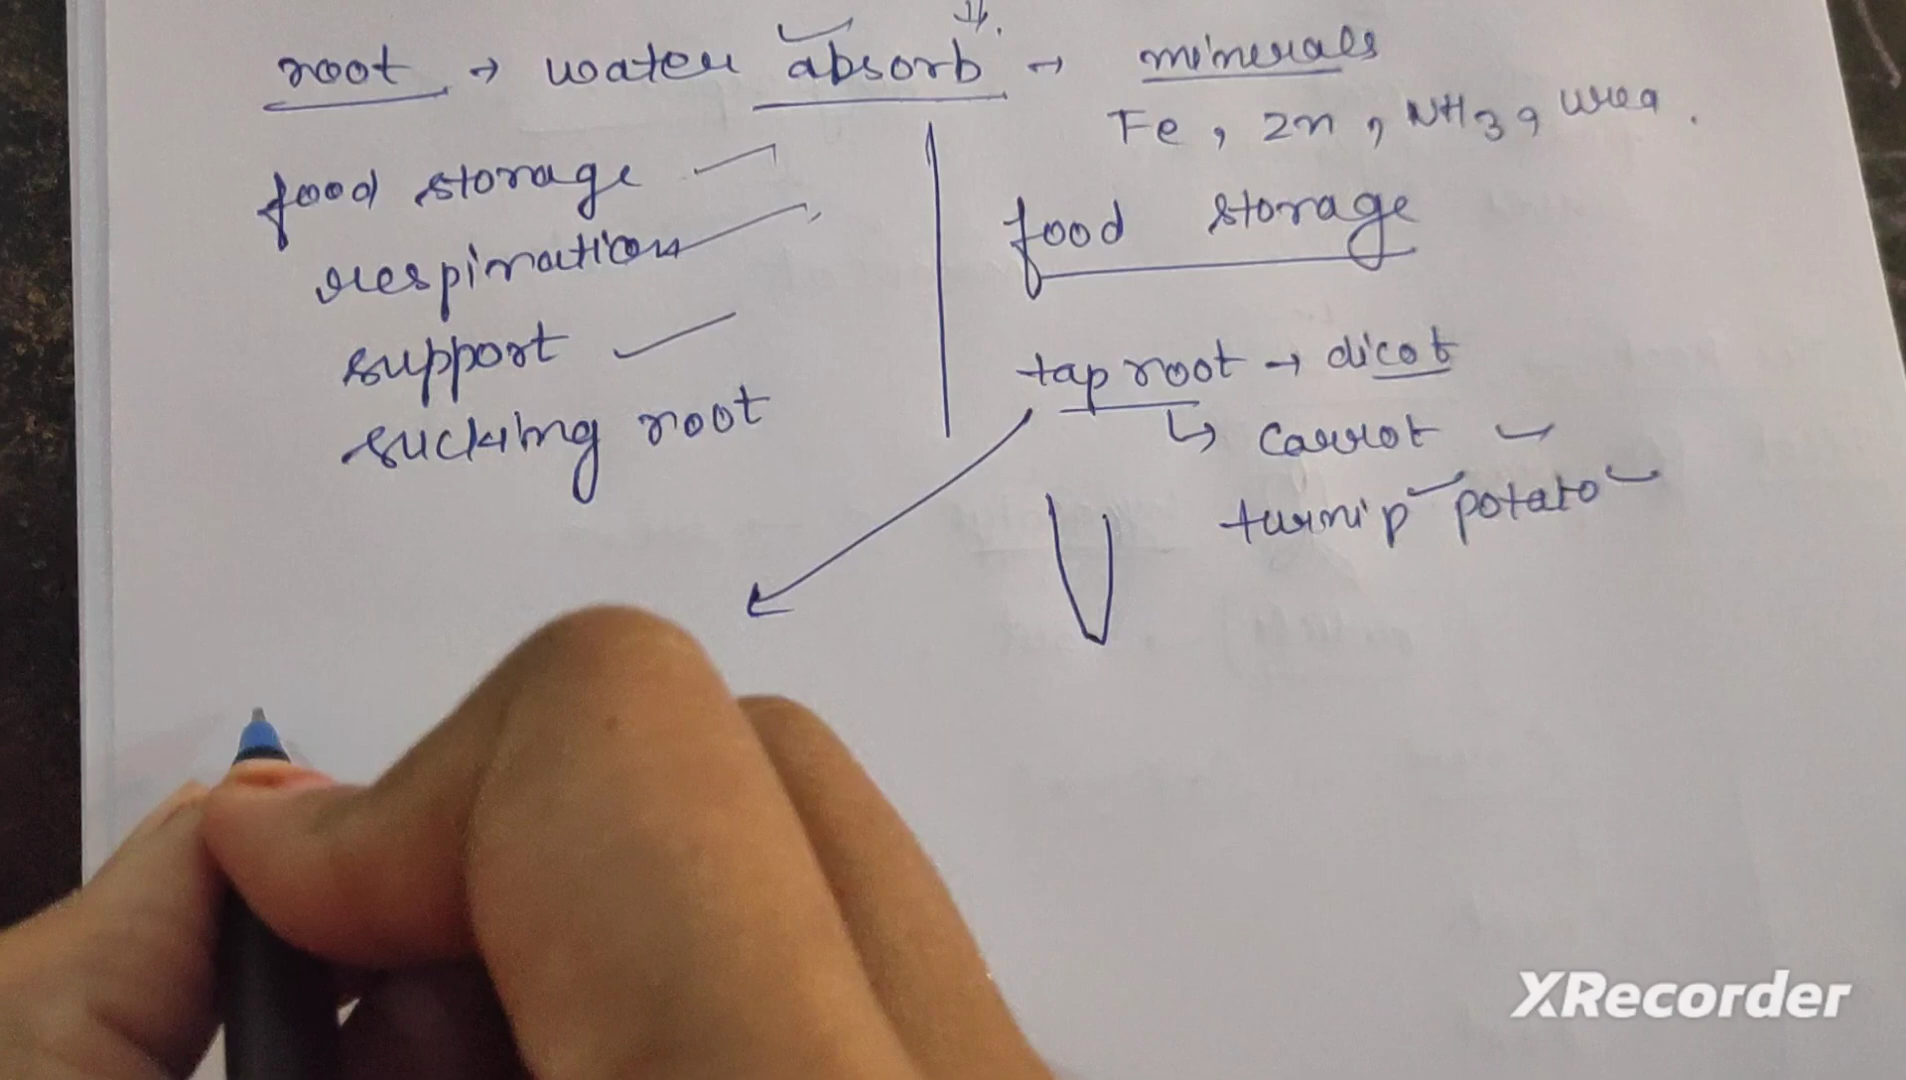 root → water absorb → minerals
Fe, Zn, NH3, Urea.
food storage
respiration
support
sucking root
food storage
tap root → dicot
↳ carrot
turnip potato
XRecorder